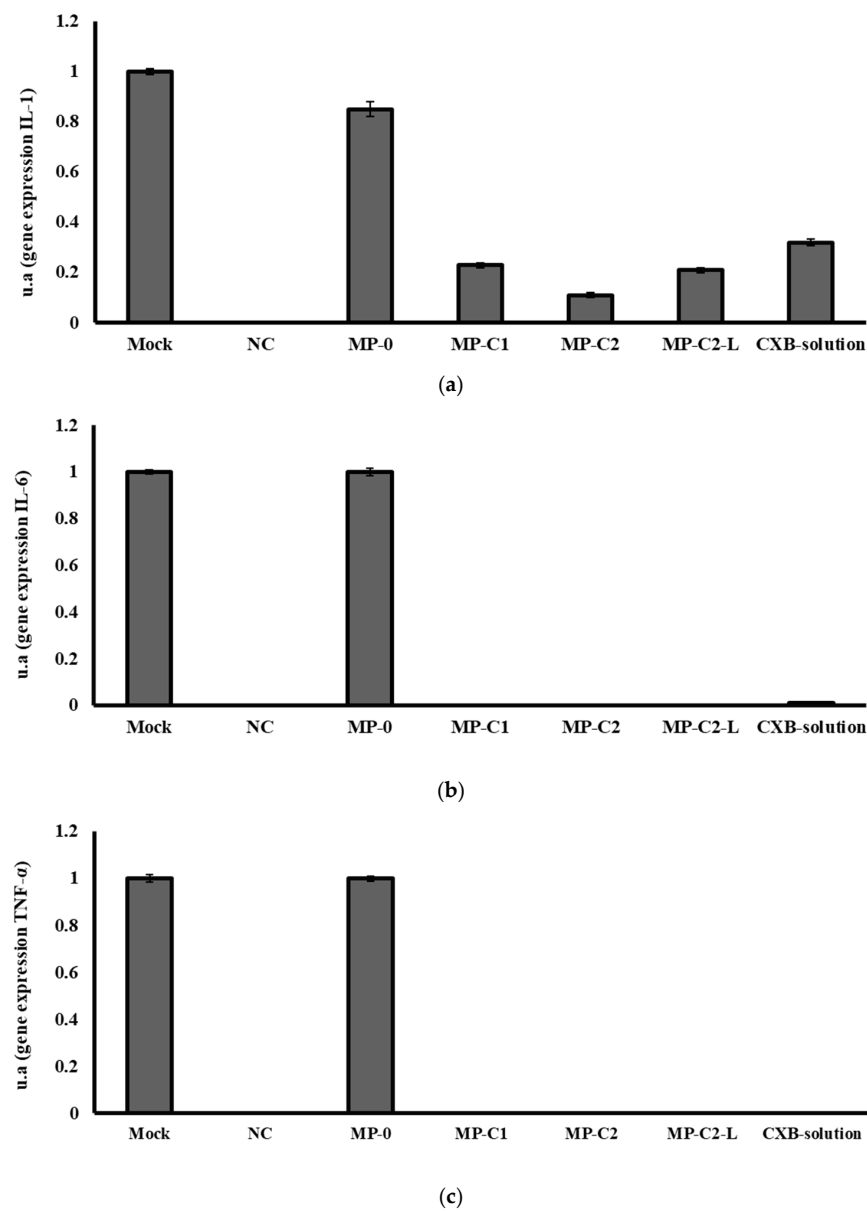 u.a (gene expression IL-1)
1.2
1
0.8
0.6
0.4
0.2
0
Mock NC MP-0 MP-C1 MP-C2 MP-C2-L CXB-solution
(a)
u.a (gene expression IL-6)
1.2
1
0.8
0.6
0.4
0.2
0
Mock NC MP-0 MP-C1 MP-C2 MP-C2-L CXB-solution
(b)
u.a (gene expression TNF-α)
1.2
1
0.8
0.6
0.4
0.2
0
Mock NC MP-0 MP-C1 MP-C2 MP-C2-L CXB-solution
(c)